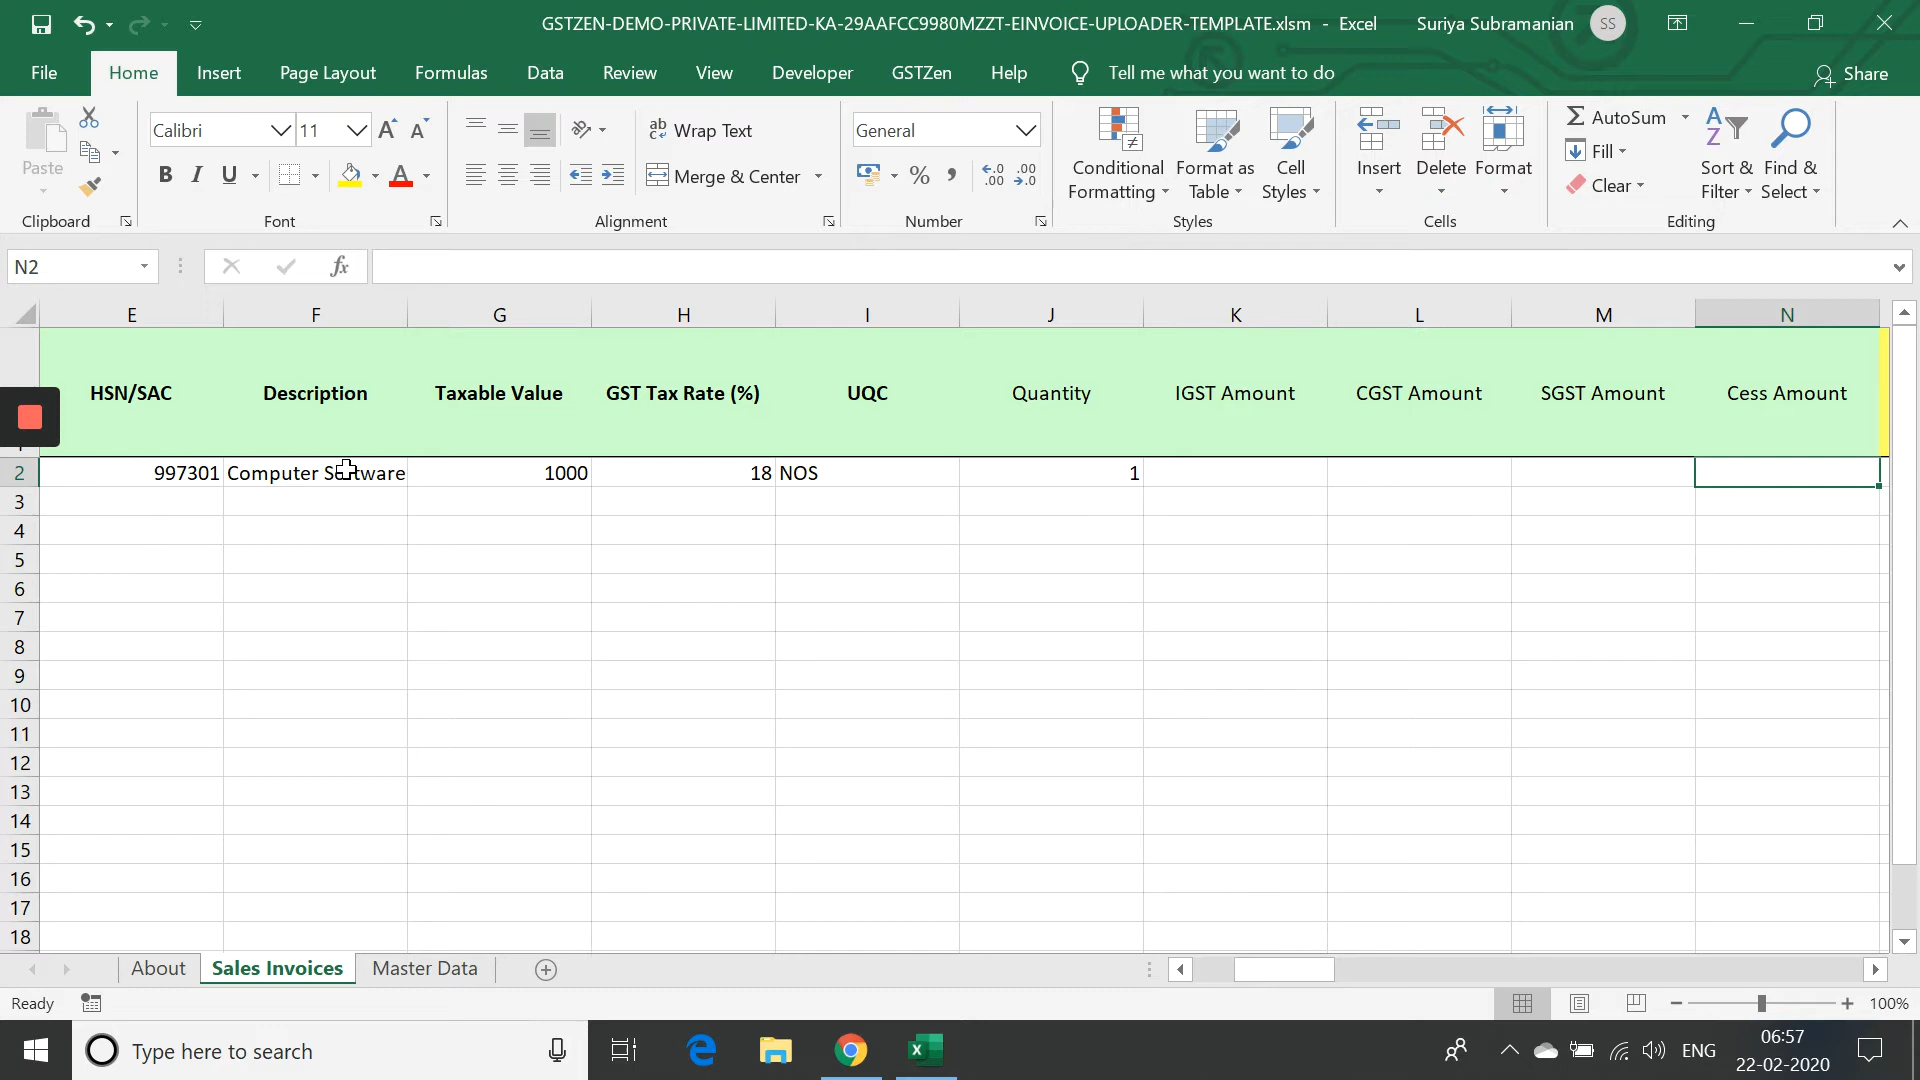 GSTZEN-DEMO-PRIVATE-LIMITED-KA-29AAFCC9980MZZT-EINVOICE-UPLOADER-TEMPLATE.xlsm - Excel Suriya Subramanian SS
File Home Insert Page Layout Formulas Data Review View Developer GSTZen Help Tell me what you want to do Share
Paste
Calibri 11
Wrap Text
Merge & Center
General
Conditional Formatting
Format as Table
Cell Styles
Insert Delete Format
AutoSum
Fill
Clear
Sort & Filter
Find & Select
Clipboard Font Alignment Number Styles Cells Editing
N2 fx
E F G H I J K L M N
HSN/SAC Description Taxable Value GST Tax Rate (%) UQC Quantity IGST Amount CGST Amount SGST Amount Cess Amount
2 997301 Computer Software 1000 18 NOS 1
3
4
5
6
7
8
9
10
11
12
13
14
15
16
17
18
About Sales Invoices Master Data
Ready 100%
Type here to search ENG 06:57
22-02-2020